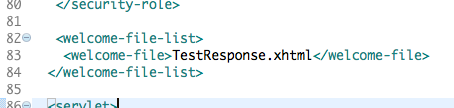 80 </security-role>
81
82 <welcome-file-list>
83 <welcome-file>TestResponse.xhtml</welcome-file>
84 </welcome-file-list>
85
86 <servlet>